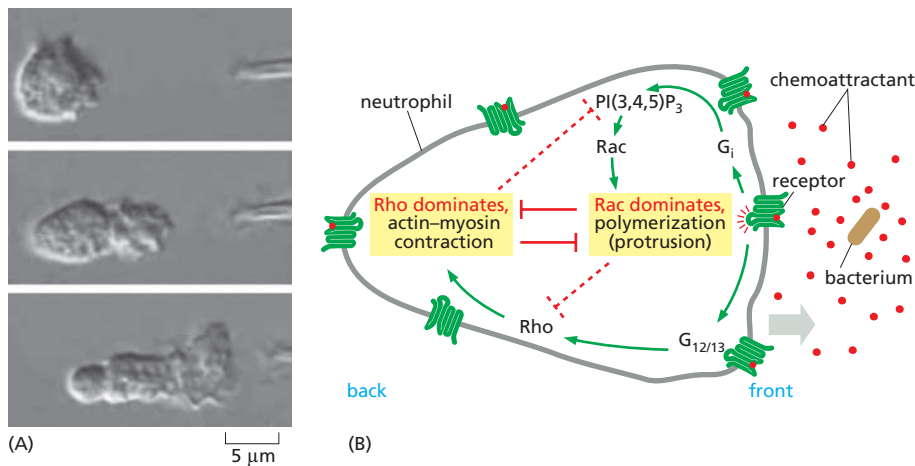 (A)
5 μm
neutrophil
PI(3,4,5)P3
Rac
Gi
chemoattractant
receptor
bacterium
Rho dominates,
actin–myosin
contraction
Rac dominates,
polymerization
(protrusion)
Rho
G12/13
back
front
(B)